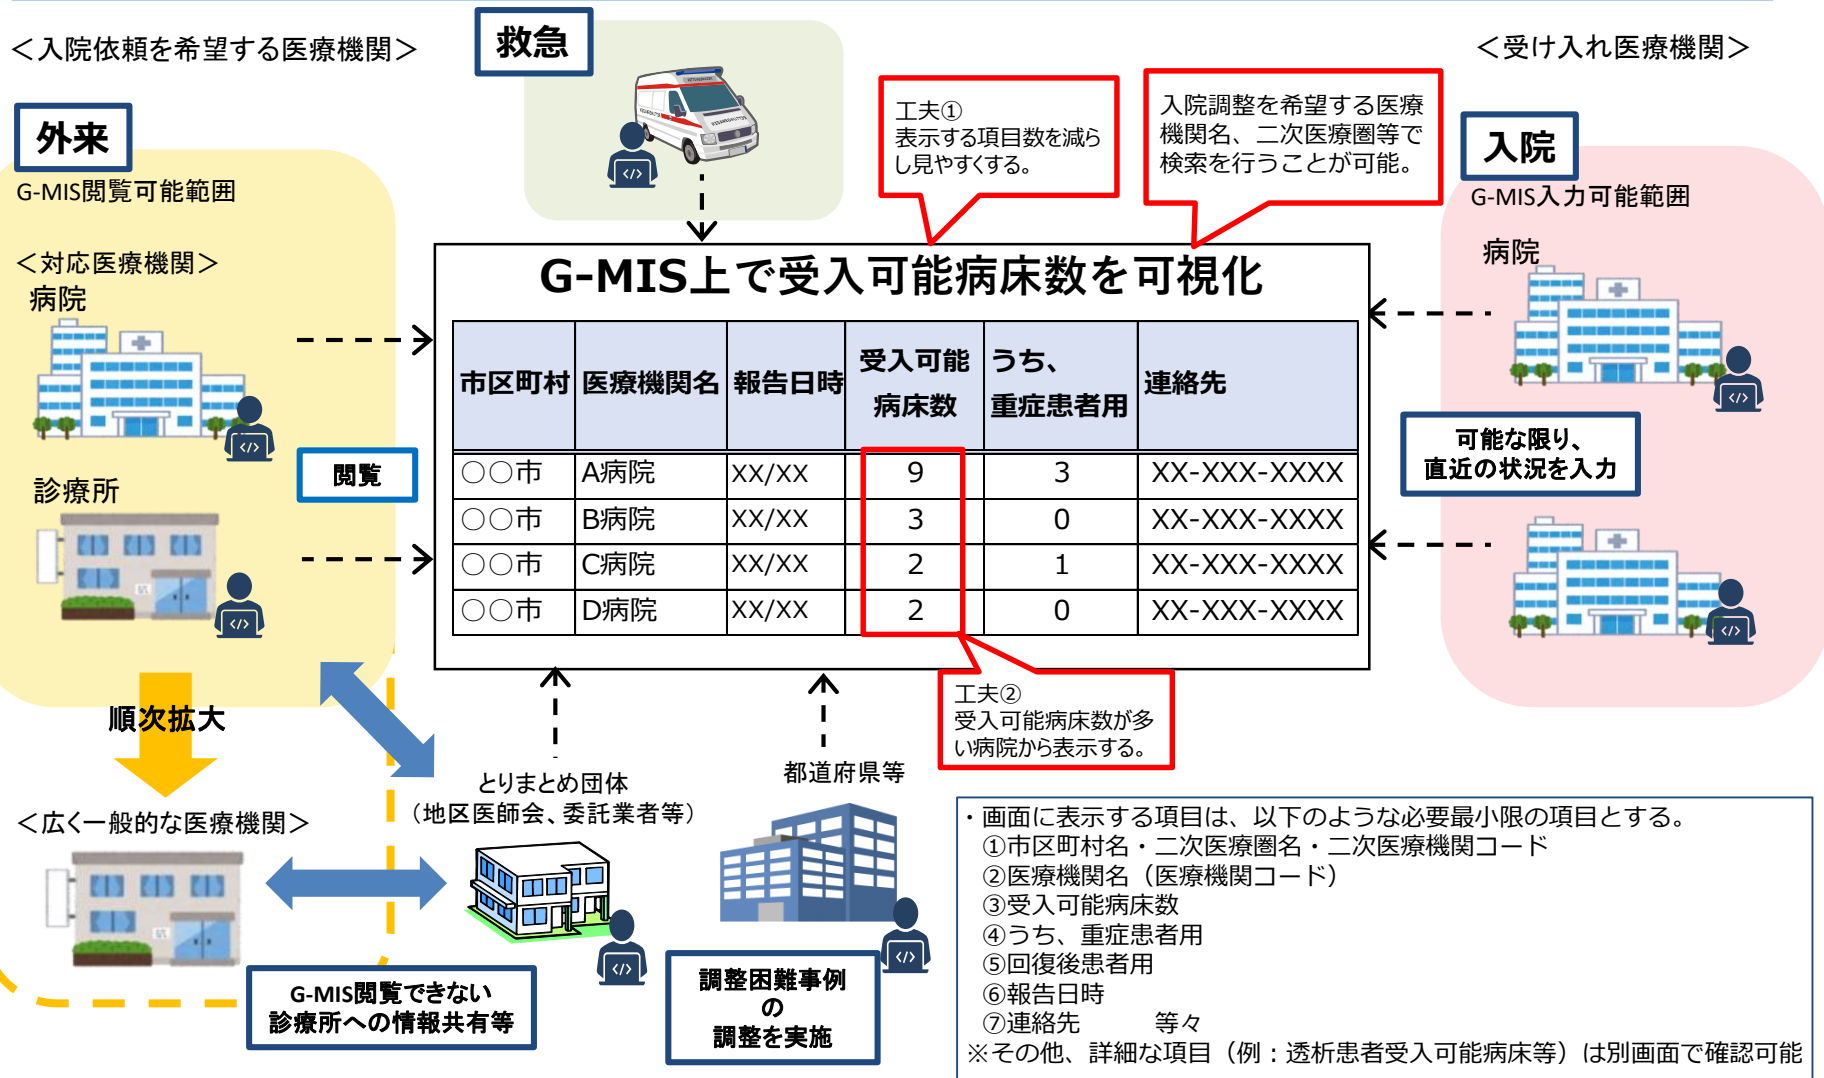 ＜入院依頼を希望する医療機関＞
救急
＜受け入れ医療機関＞
外来
G-MIS閲覧可能範囲
＜対応医療機関＞
病院
診療所
閲覧
順次拡大
＜広く一般的な医療機関＞
工夫①
表示する項目数を減ら
し見やすくする。
入院調整を希望する医療
機関名、二次医療圏等で
検索を行うことが可能。
入院
G-MIS入力可能範囲
病院
可能な限り、
直近の状況を入力
G-MIS上で受入可能病床数を可視化
市区町村 医療機関名 報告日時 受入可能病床数 うち、重症患者用 連絡先
〇〇市 A病院 XX/XX 9 3 XX-XXX-XXXX
〇〇市 B病院 XX/XX 3 0 XX-XXX-XXXX
〇〇市 C病院 XX/XX 2 1 XX-XXX-XXXX
〇〇市 D病院 XX/XX 2 0 XX-XXX-XXXX
工夫②
受入可能病床数が多
い病院から表示する。
とりまとめ団体
（地区医師会、委託業者等）
都道府県等
G-MIS閲覧できない
診療所への情報共有等
調整困難事例
の
調整を実施
・画面に表示する項目は、以下のような必要最小限の項目とする。
①市区町村名・二次医療圏名・二次医療機関コード
②医療機関名（医療機関コード）
③受入可能病床数
④うち、重症患者用
⑤回復後患者用
⑥報告日時
⑦連絡先　　　等々
※その他、詳細な項目（例：透析患者受入可能病床等）は別画面で確認可能